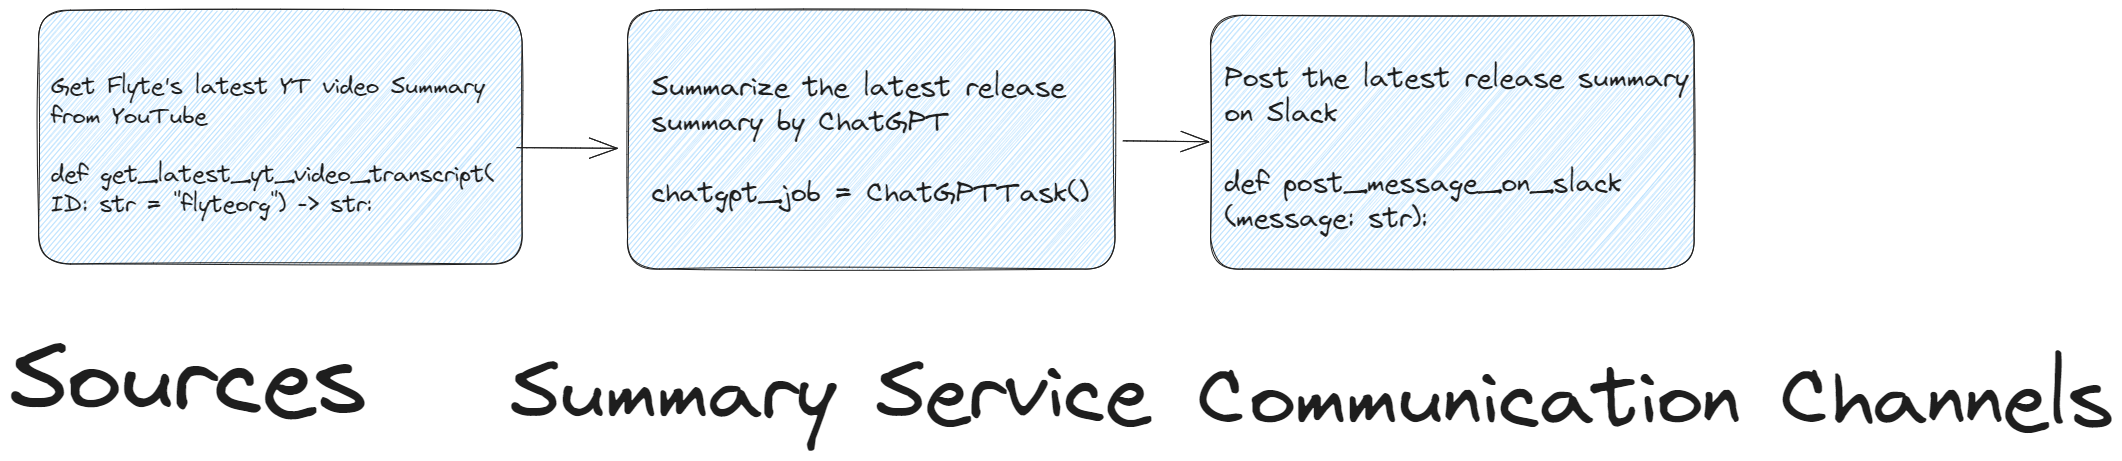 Get Flyte's latest YT video Summary
from YouTube
def get_latest_yt_video_transcript(
ID: str = "flyteorg") -> str:
Summarize the latest release
summary by ChatGPT
chatgpt_job = ChatGPTTask()
Post the latest release summary
on Slack
def post_message_on_slack
(message: str):
Sources
Summary Service
Communication Channels